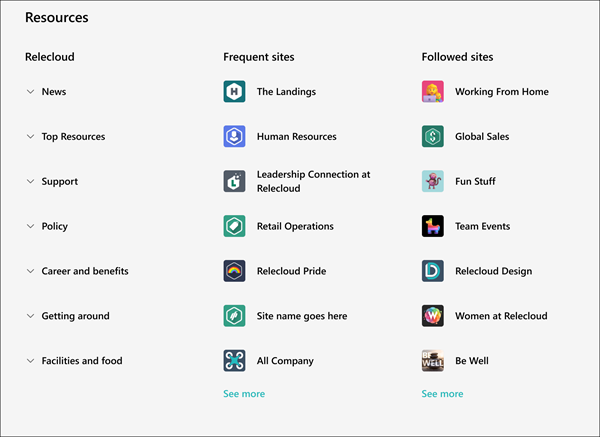 Resources
Relecloud
News
Top Resources
Support
Policy
Career and benefits
Getting around
Facilities and food
Frequent sites
The Landings
Human Resources
Leadership Connection at
Relecloud
Retail Operations
Relecloud Pride
Site name goes here
All Company
See more
Followed sites
Working From Home
Global Sales
Fun Stuff
Team Events
Relecloud Design
Women at Relecloud
BE
WELL
Be Well
See more